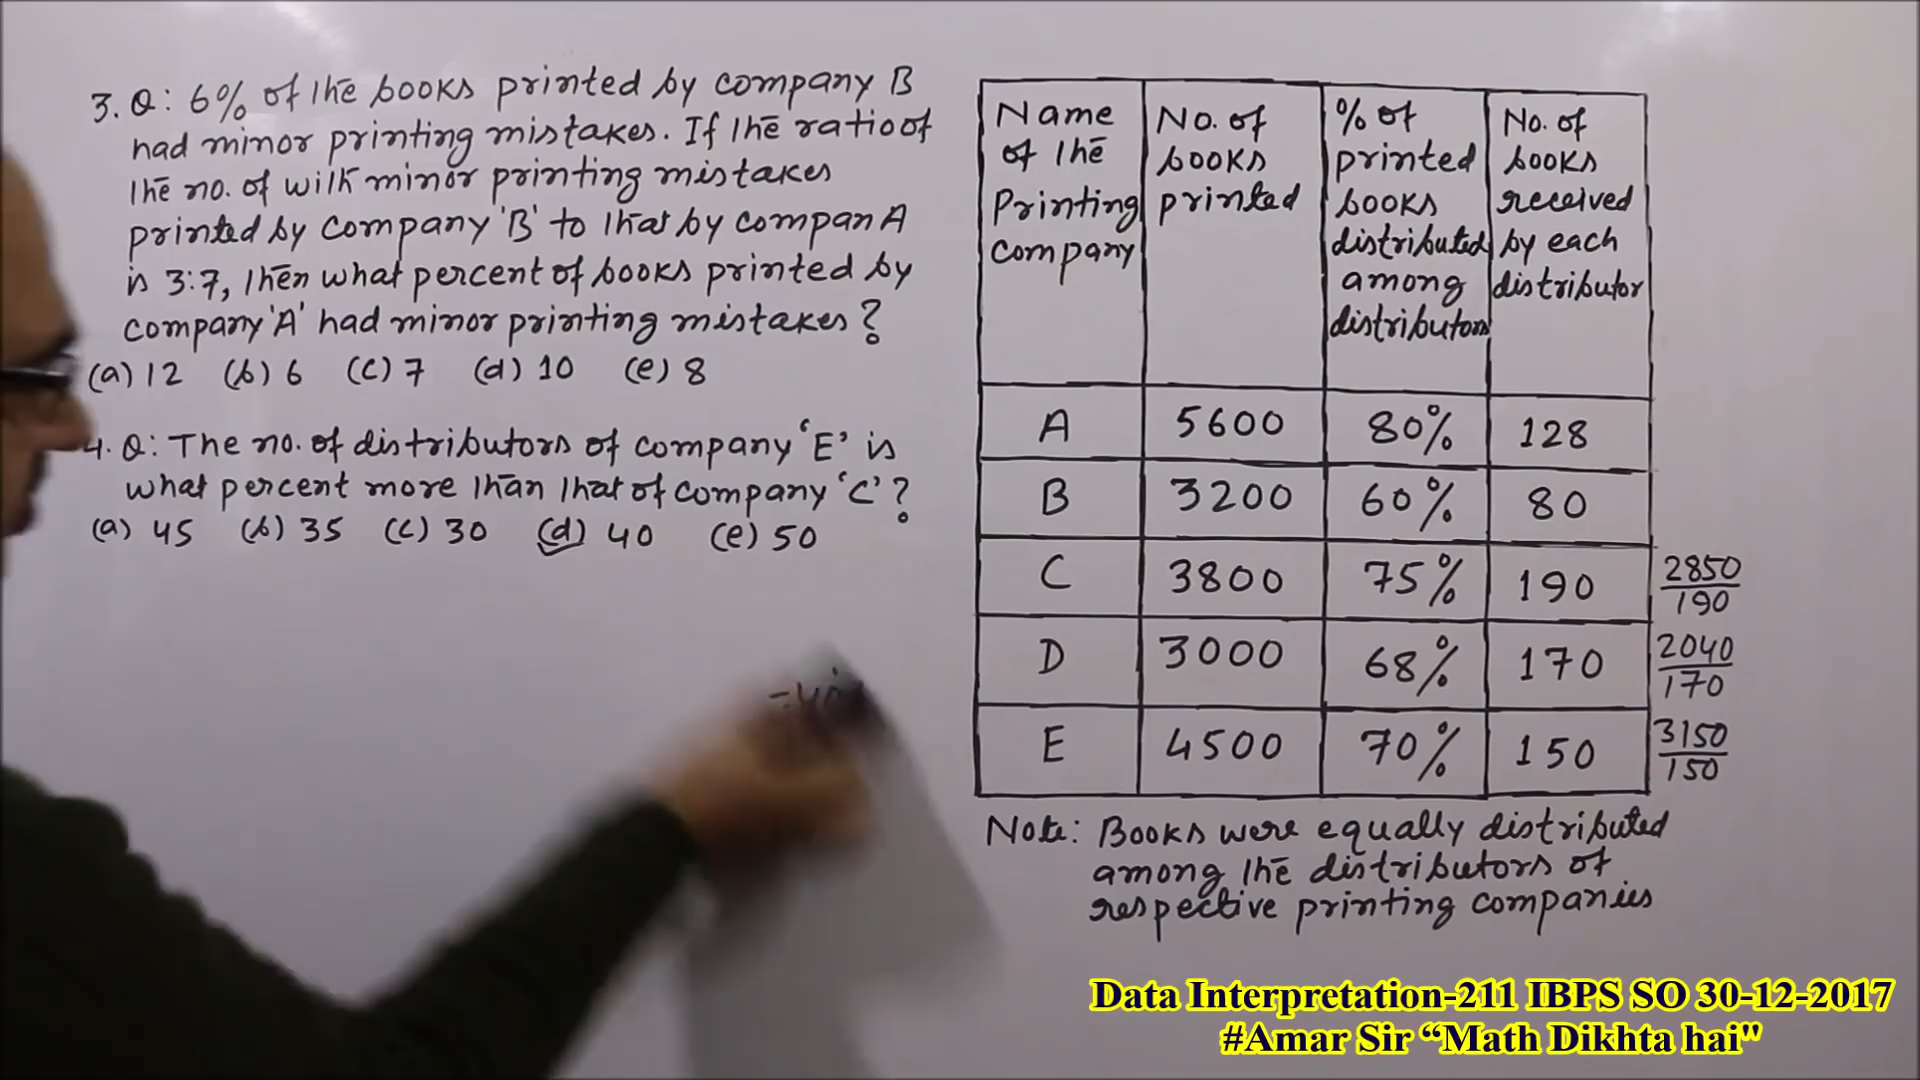 3. Q: 6% of the books printed by company B
had minor printing mistakes. If the ratio of
the no. of with minor printing mistakes
printed by company 'B' to that by compan A
is 3:7, then what percent of books printed by
company 'A' had minor printing mistakes?
(a) 12 (b) 6 (c) 7 (d) 10 (e) 8
4. Q: The no. of distributors of company 'E' is
what percent more than that of company 'C'?
(a) 45 (b) 35 (c) 30 (d) 40 (e) 50
Name of the Printing company
No. of books printed
% of printed books distributed among distributors
No. of books received by each distributor
A 5600 80% 128
B 3200 60% 80
C 3800 75% 190 2850/190
D 3000 68% 170 2040/170
E 4500 70% 150 3150/150
Note: Books were equally distributed
among the distributors of
respective printing companies
Data Interpretation-211 IBPS SO 30-12-2017
#Amar Sir “Math Dikhta hai"